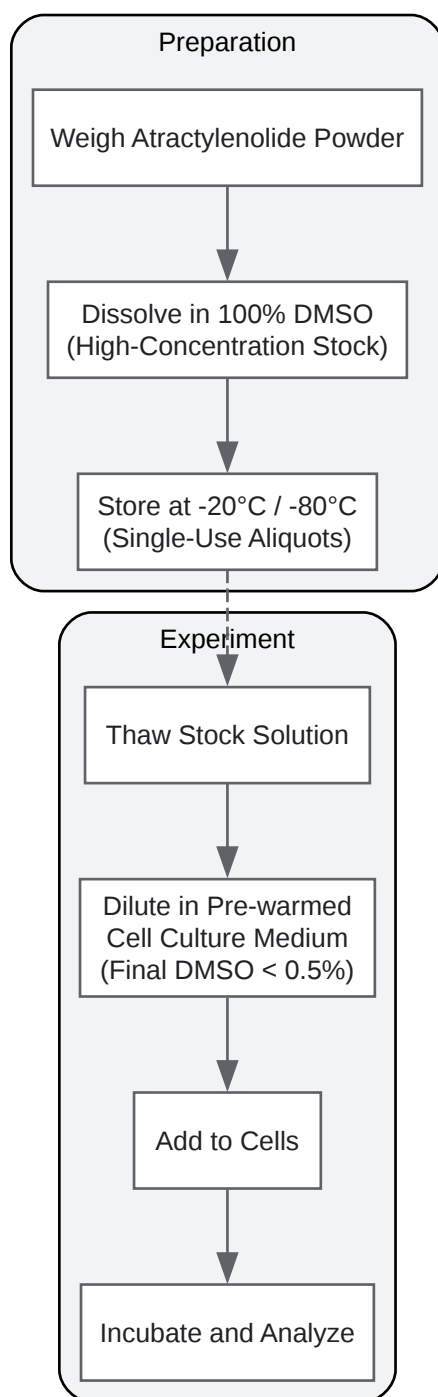 Preparation
Weigh Atractylenolide Powder
Dissolve in 100% DMSO
(High-Concentration Stock)
Store at -20°C / -80°C
(Single-Use Aliquots)
Experiment
Thaw Stock Solution
Dilute in Pre-warmed
Cell Culture Medium
(Final DMSO < 0.5%)
Add to Cells
Incubate and Analyze